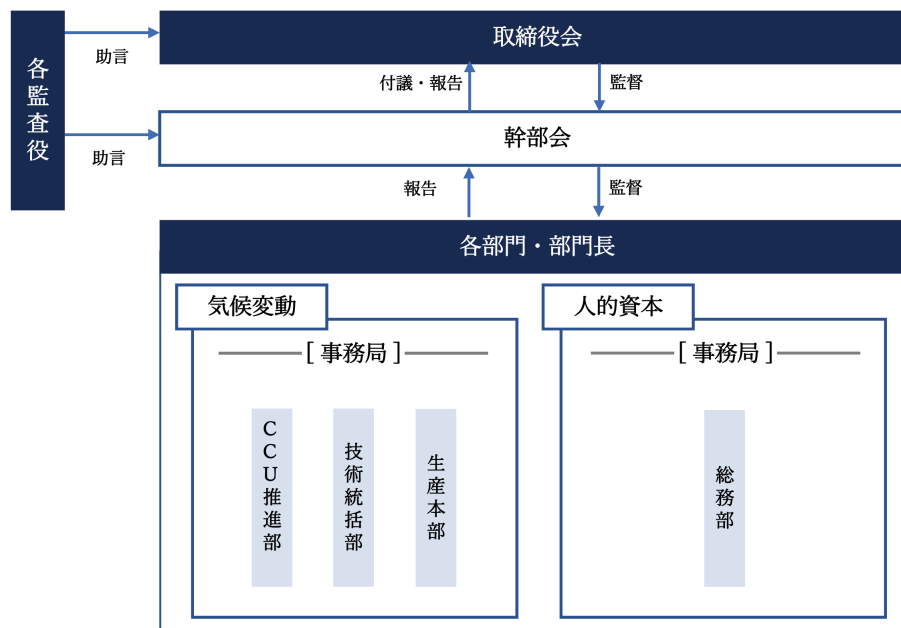 各監査役
助言
取締役会
付議・報告
監督
助言
幹部会
報告
監督
各部門・部門長
気候変動
[ 事務局 ]
CCU推進部
技術統括部
生産本部
人的資本
[ 事務局 ]
総務部